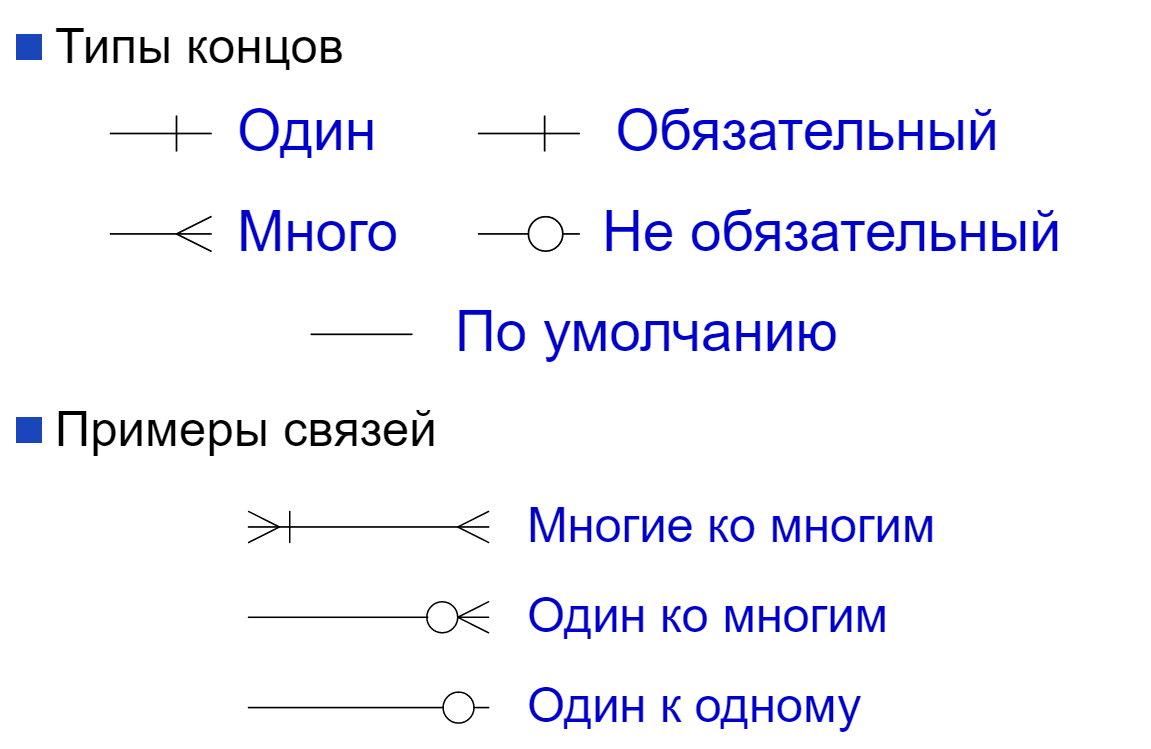 Типы концов
Один Обязательный
Много Не обязательный
По умолчанию
Примеры связей
Многие ко многим
Один ко многим
Один к одному